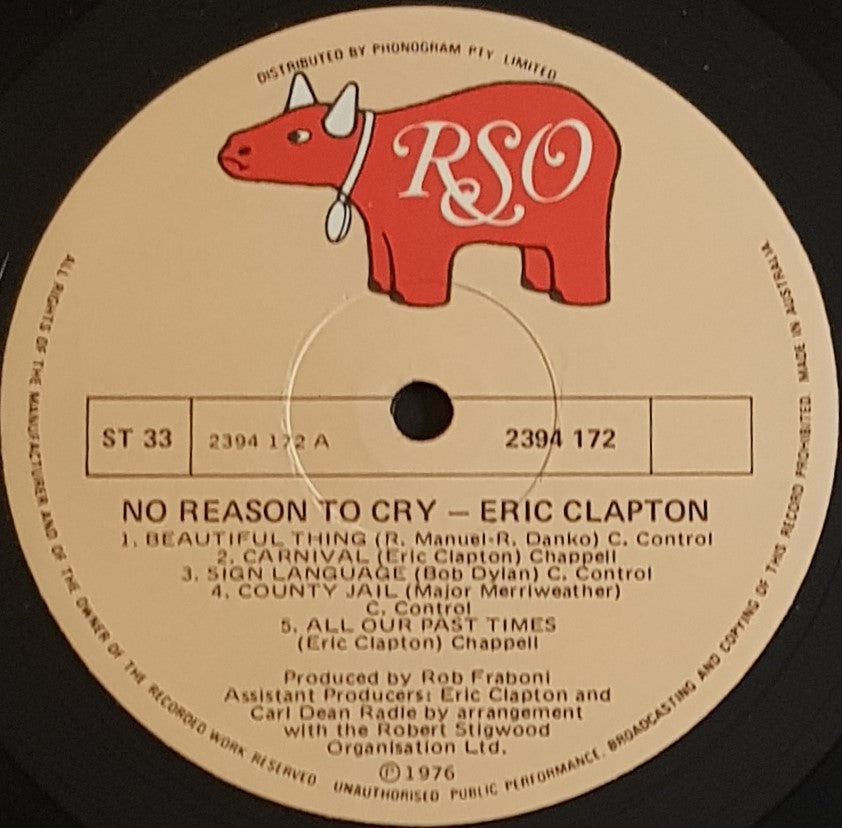 DISTRIBUTED BY PHONOGRAM PTY LIMITED
RSO
ST 33 2394 172 A 2394 172
NO REASON TO CRY – ERIC CLAPTON
1. BEAUTIFUL THING (R. Manuel-R. Danko) C. Control
2. CARNIVAL (Eric Clapton) Chappell
3. SIGN LANGUAGE (Bob Dylan) C. Control
4. COUNTY JAIL (Major Merriweather)
C. Control
5. ALL OUR PAST TIMES
(Eric Clapton) Chappell
Produced by Rob Fraboni
Assistant Producers: Eric Clapton and
Carl Dean Radle by arrangement
with the Robert Stigwood
Organisation Ltd.
Ⓟ1976
ALL RIGHTS OF THE MANUFACTURER AND OF THE OWNER OF THE RECORDED WORK RESERVED UNAUTHORISED PUBLIC PERFORMANCE, BROADCASTING AND COPYING OF THIS RECORD PROHIBITED. MADE IN AUSTRALIA